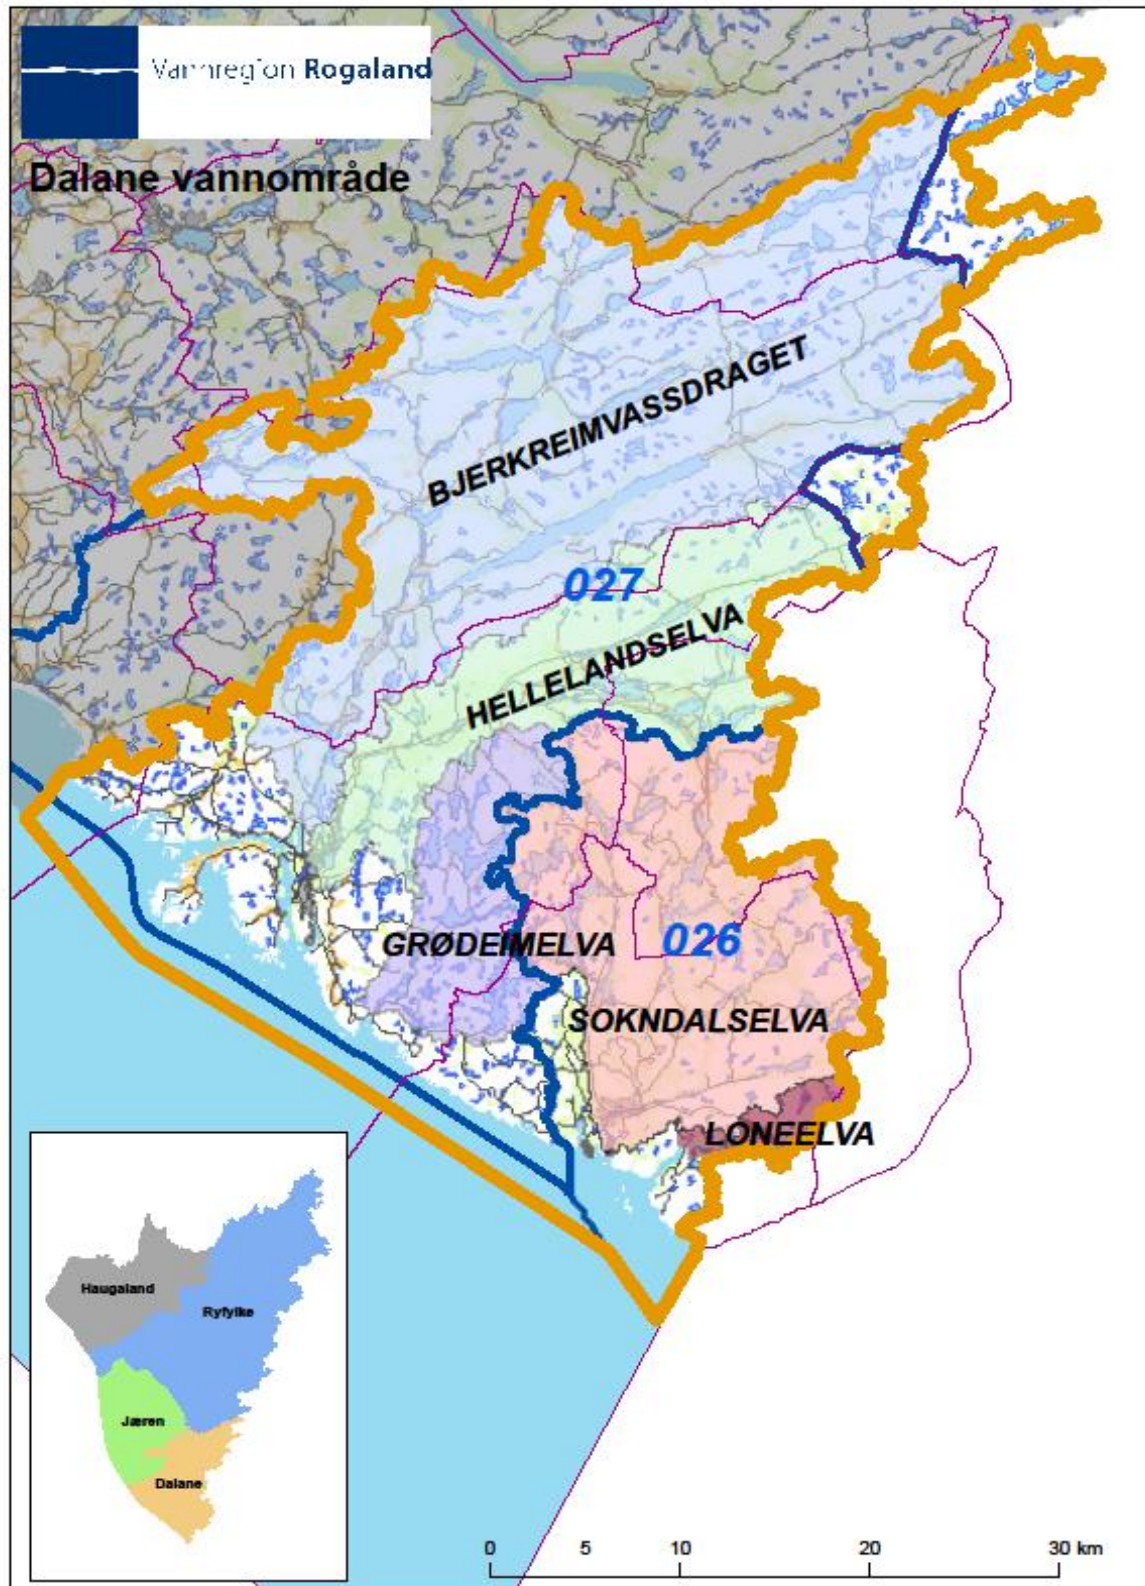 Vannregion Rogaland
Dalane vannområde
BJERKREIMVASSDRAGET
027
HELLELANDSELVA
GRØDEIMELVA
026
SOKNDALSELVA
LONEELVA
Haugaland
Ryfylke
Jæren
Dalane
0 5 10 20 30 km